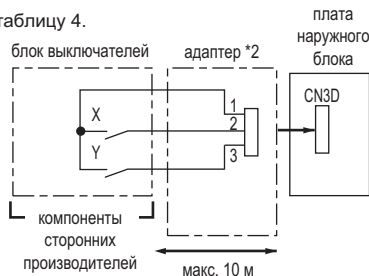 таблицу 4.
плата
наружного
блока
блок выключателей
адаптер *2
CN3D
X
1
2
Y
3
компоненты
сторонних
производителей
макс. 10 м